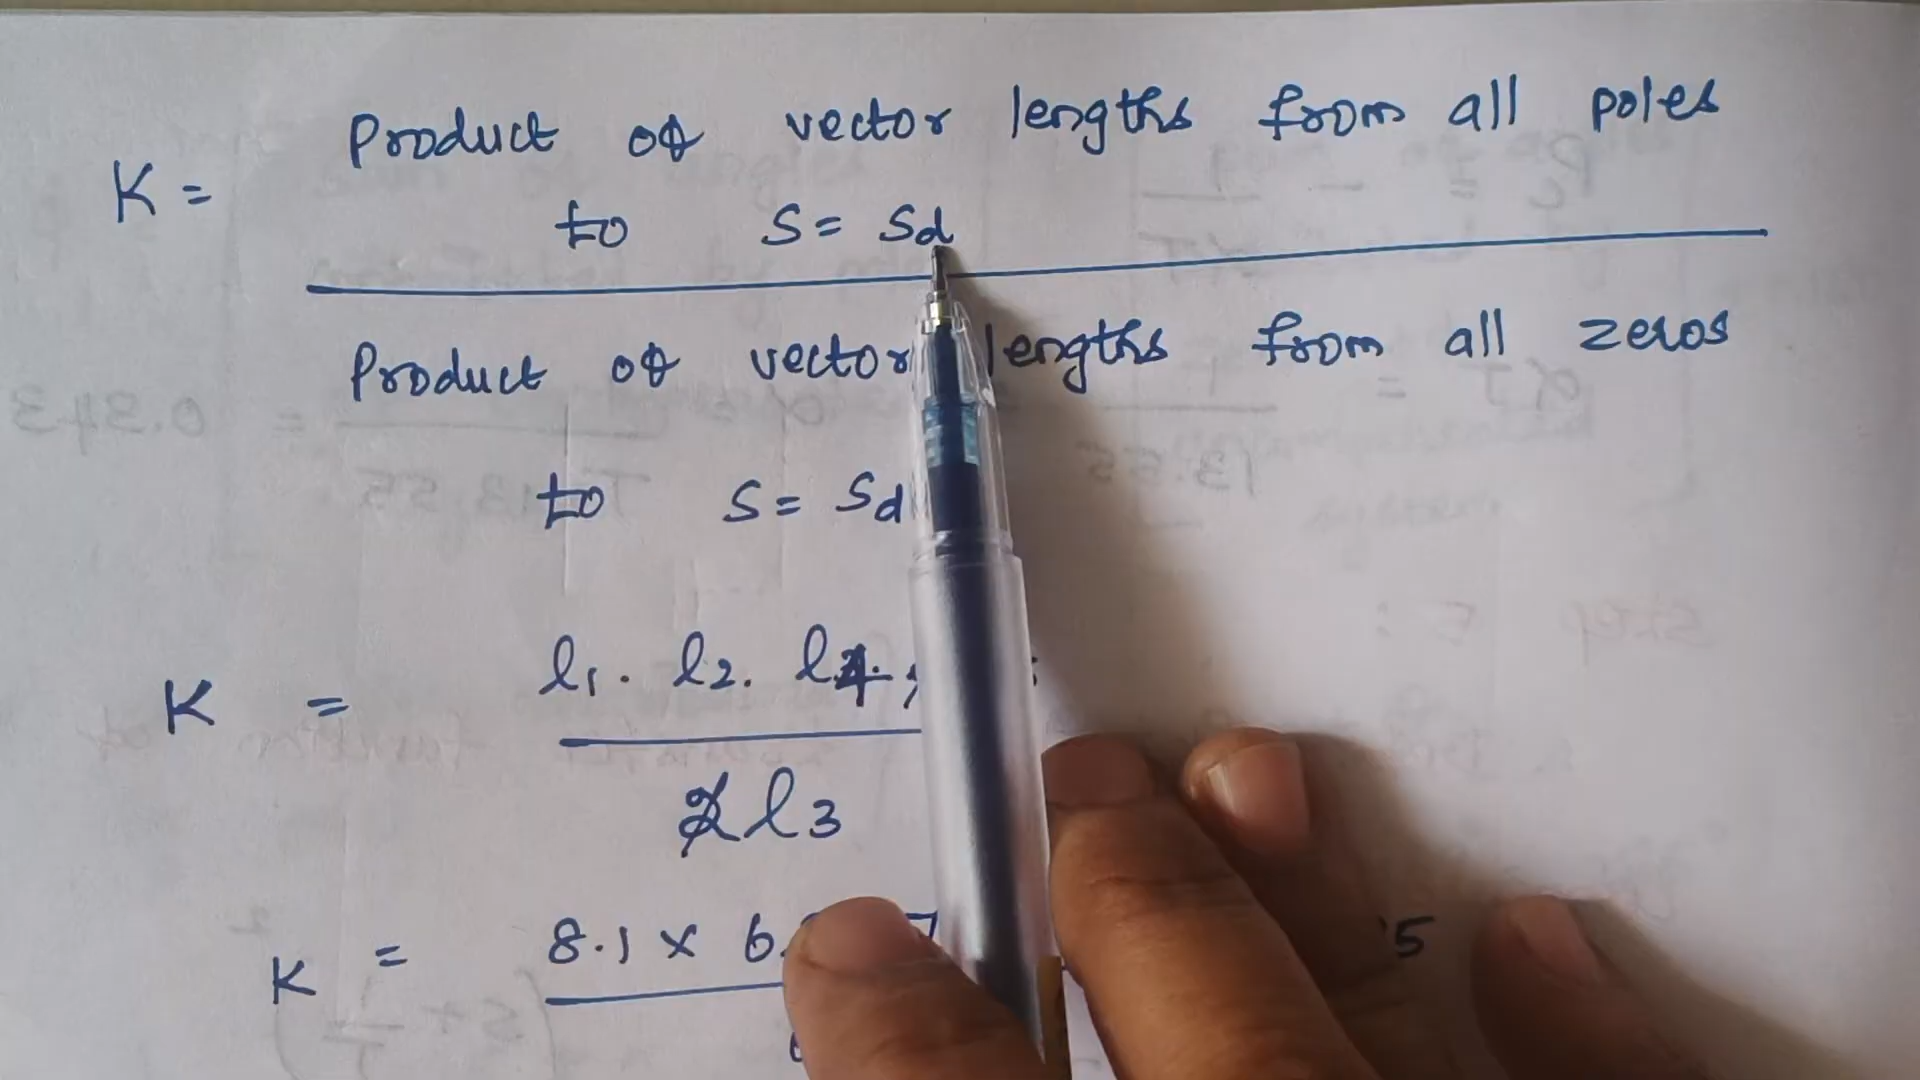 K = Product of vector lengths from all poles
to S = Sd
Product of vector lengths from all zeros
to S = Sd
K = l1 . l2 . l4 .
l3
K = 8.1 x 6. 5